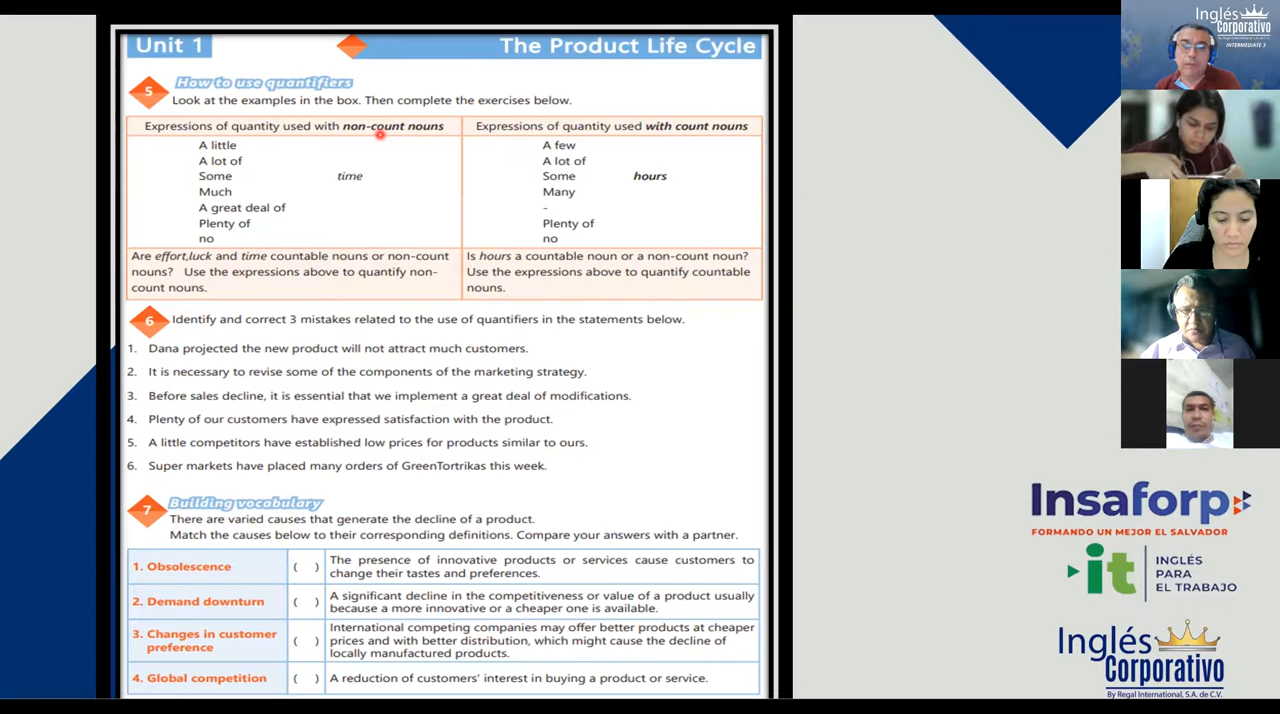 Unit 1
The Product Life Cycle
5
How to use quantifiers
Look at the examples in the box. Then complete the exercises below.
Expressions of quantity used with non-count nouns
A little
A lot of
Some
time
Much
A great deal of
Plenty of
no
Are effort,luck and time countable nouns or non-count
nouns? Use the expressions above to quantify non-
count nouns.
Expressions of quantity used with count nouns
A few
A lot of
Some
hours
Many
-
Plenty of
no
Is hours a countable noun or a non-count noun?
Use the expressions above to quantify countable
nouns.
6
Identify and correct 3 mistakes related to the use of quantifiers in the statements below.
1. Dana projected the new product will not attract much customers.
2. It is necessary to revise some of the components of the marketing strategy.
3. Before sales decline, it is essential that we implement a great deal of modifications.
4. Plenty of our customers have expressed satisfaction with the product.
5. A little competitors have established low prices for products similar to ours.
6. Super markets have placed many orders of GreenTortrikas this week.
7
Building vocabulary
There are varied causes that generate the decline of a product.
Match the causes below to their corresponding definitions. Compare your answers with a partner.
1. Obsolescence
( )
The presence of innovative products or services cause customers to
change their tastes and preferences.
2. Demand downturn
( )
A significant decline in the competitiveness or value of a product usually
because a more innovative or a cheaper one is available.
3. Changes in customer
preference
( )
International competing companies may offer better products at cheaper
prices and with better distribution, which might cause the decline of
locally manufactured products.
4. Global competition
( )
A reduction of customers' interest in buying a product or service.
Inglés
Corporativo
By Regal International, S.A. de C.V.
INTERMEDIATE 3
Insaforp
FORMANDO UN MEJOR EL SALVADOR
it
INGLÉS
PARA
EL TRABAJO
Inglés
Corporativo
By Regal International, S.A. de C.V.